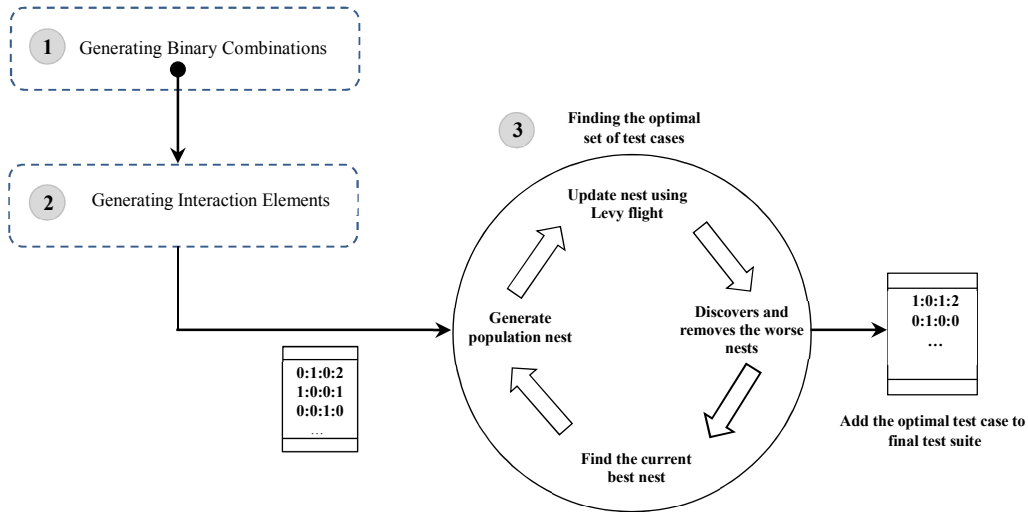 1
Generating Binary Combinations
2
Generating Interaction Elements
3
Finding the optimal
set of test cases
Update nest using
Levy flight
Discovers and
removes the worse
nests
Find the current
best nest
Generate
population nest
0:1:0:2
1:0:0:1
0:0:1:0
...
1:0:1:2
0:1:0:0
...
Add the optimal test case to
final test suite